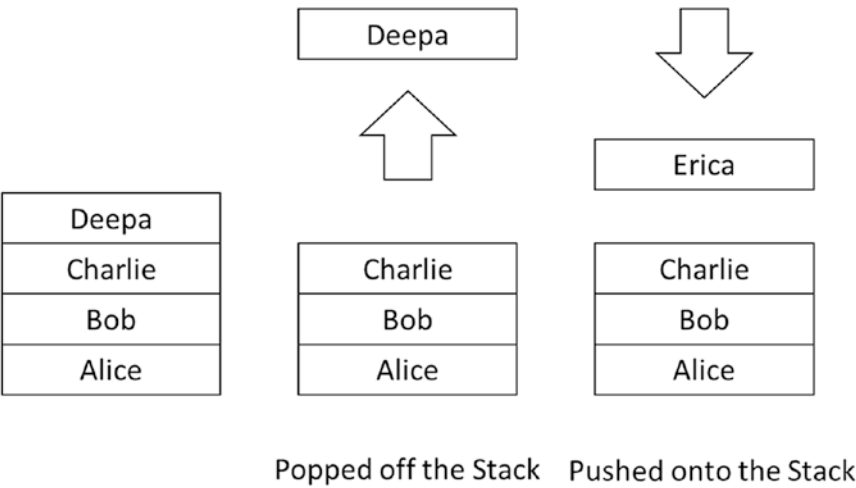 Deepa
Charlie
Bob
Alice
Deepa
Charlie
Bob
Alice
Popped off the Stack
Erica
Charlie
Bob
Alice
Pushed onto the Stack